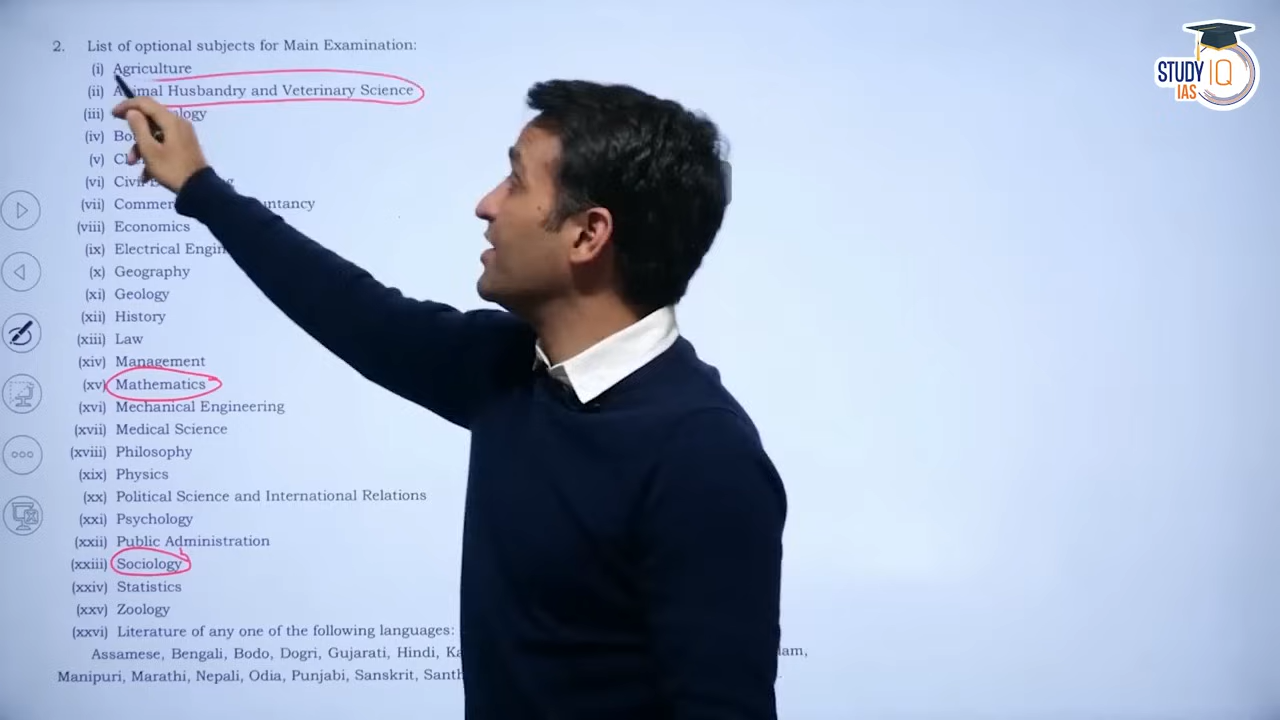 2. List of optional subjects for Main Examination:
(i) Agriculture
(ii) Animal Husbandry and Veterinary Science
(iii)
(iv)
(v)
(vi) Civil
(vii)
(viii) Economics
(ix) Electrical
(x) Geography
(xi) Geology
(xii) History
(xiii) Law
(xiv) Management
(xv) Mathematics
(xvi) Mechanical Engineering
(xvii) Medical Science
(xviii) Philosophy
(xix) Physics
(xx) Political Science and International Relations
(xxi) Psychology
(xxii) Public Administration
(xxiii) Sociology
(xxiv) Statistics
(xxv) Zoology
(xxvi) Literature of any one of the following languages:
Assamese, Bengali, Bodo, Dogri, Gujarati, Hindi,
Manipuri, Marathi, Nepali, Odia, Punjabi, Sanskrit,
STUDY IQ
IAS